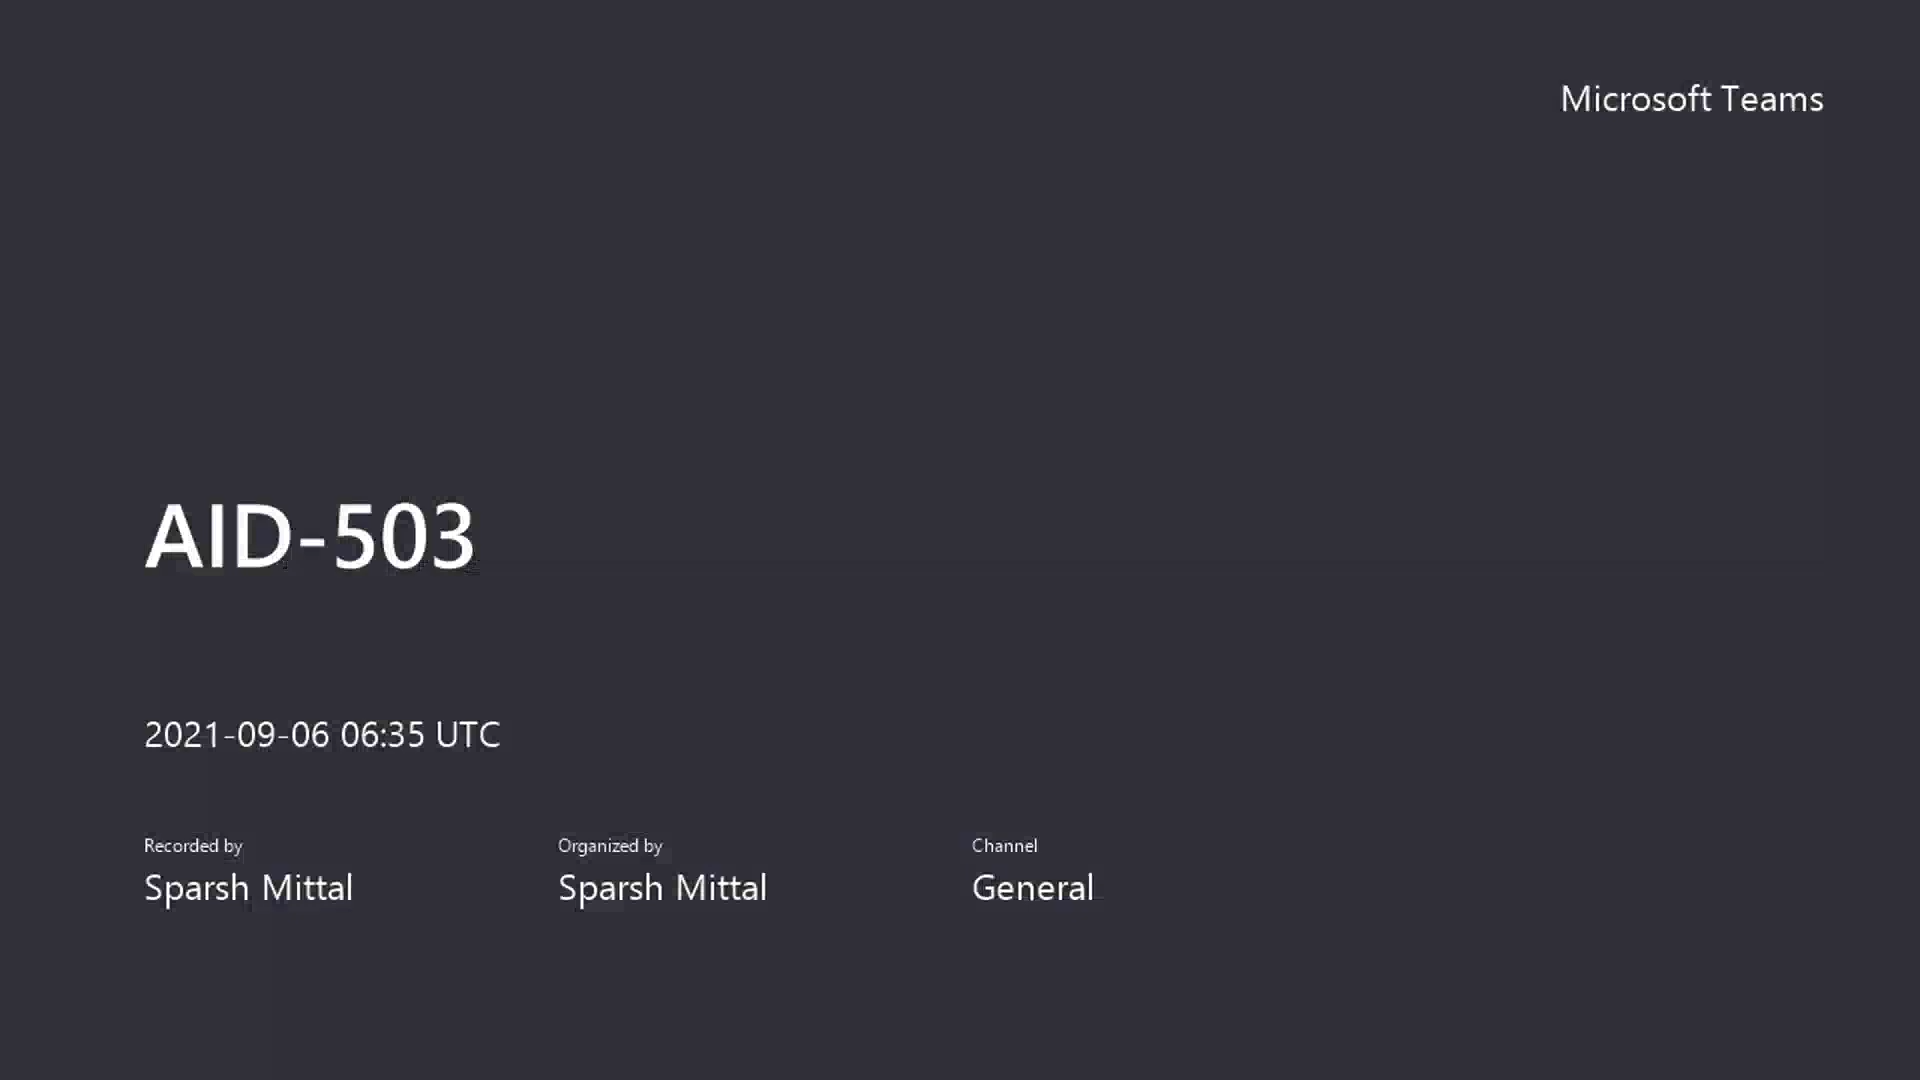 Microsoft Teams
AID-503
2021-09-06 06:35 UTC
Recorded by
Sparsh Mittal
Organized by
Sparsh Mittal
Channel
General